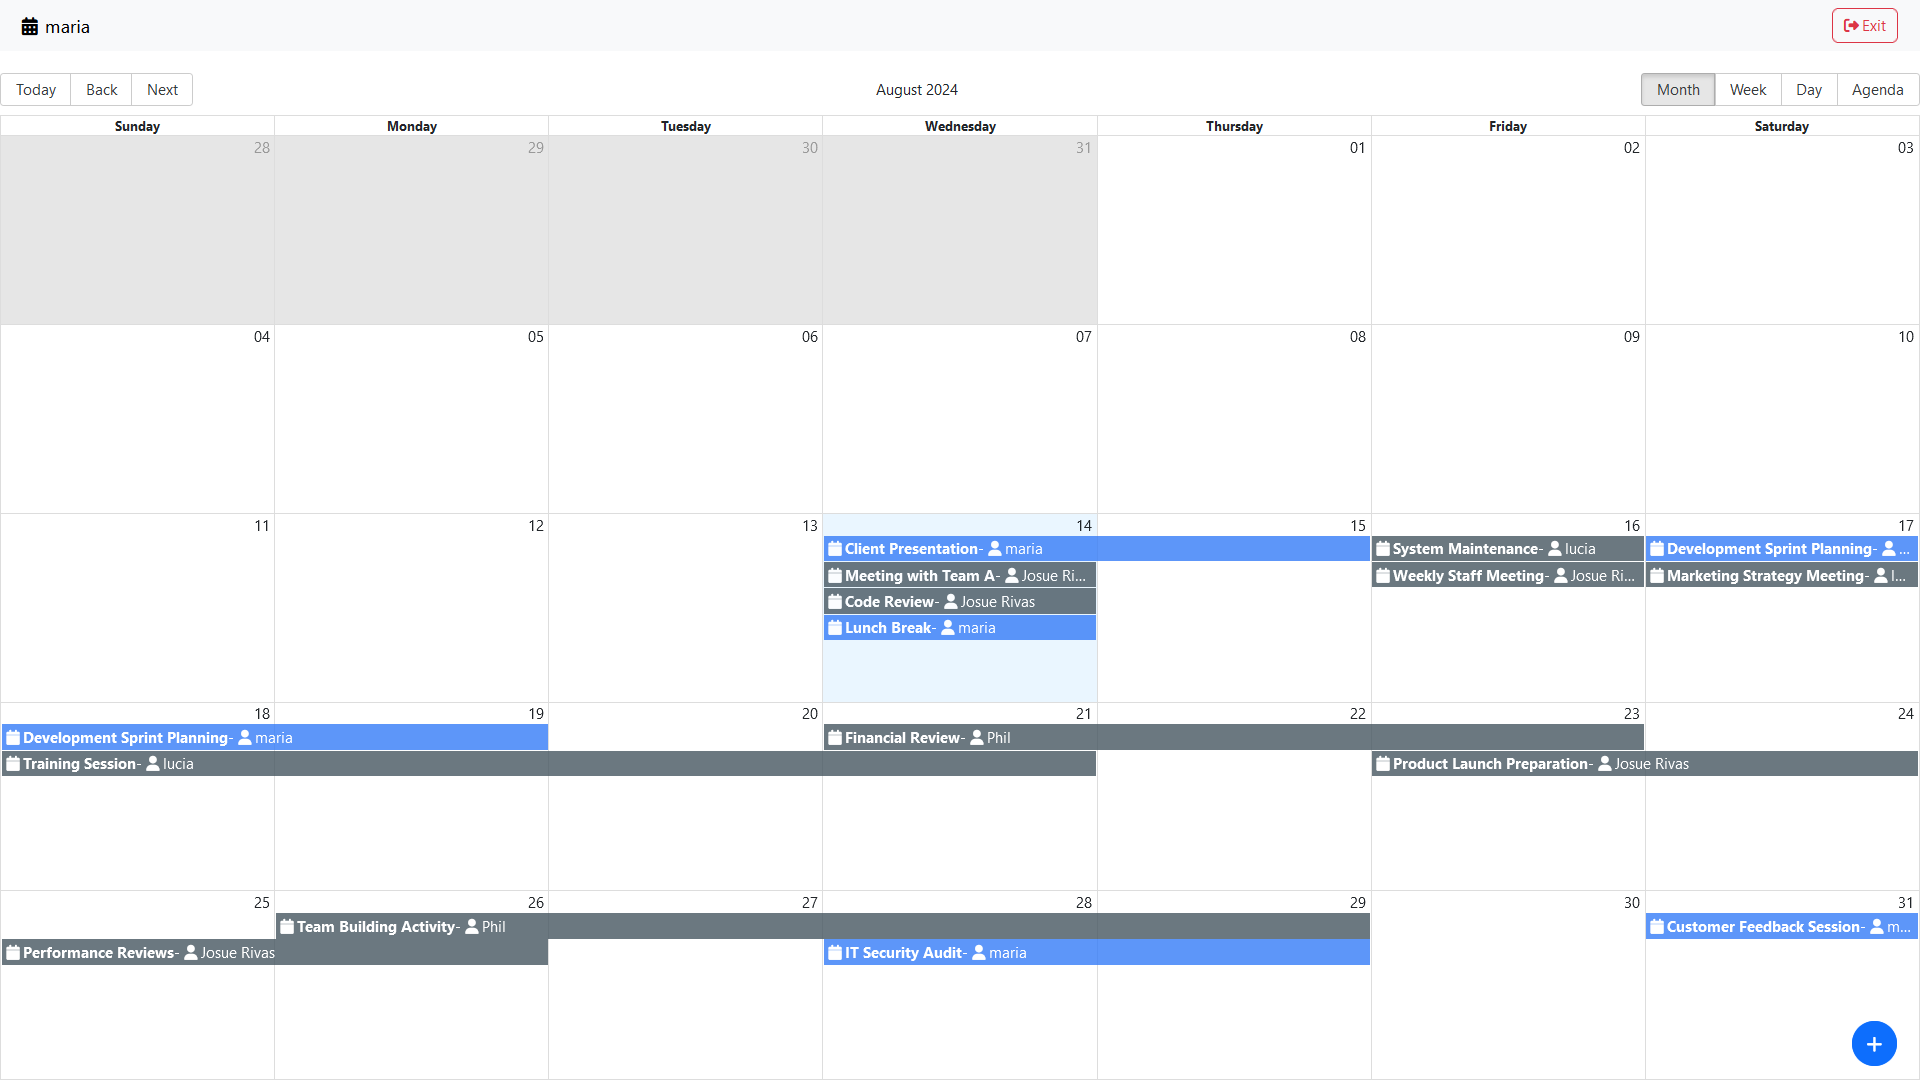 maria
Exit
Today Back Next
August 2024
Month Week Day Agenda
Sunday Monday Tuesday Wednesday Thursday Friday Saturday
28 29 30 31 01 02 03
04 05 06 07 08 09 10
11 12 13 14 15 16 17
Client Presentation- maria
System Maintenance- lucia
Development Sprint Planning- ...
Meeting with Team A- Josue Ri...
Weekly Staff Meeting- Josue Ri...
Marketing Strategy Meeting- l...
Code Review- Josue Rivas
Lunch Break- maria
18 19 20 21 22 23 24
Development Sprint Planning- maria
Financial Review- Phil
Training Session- lucia
Product Launch Preparation- Josue Rivas
25 26 27 28 29 30 31
Team Building Activity- Phil
Customer Feedback Session- m...
Performance Reviews- Josue Rivas
IT Security Audit- maria